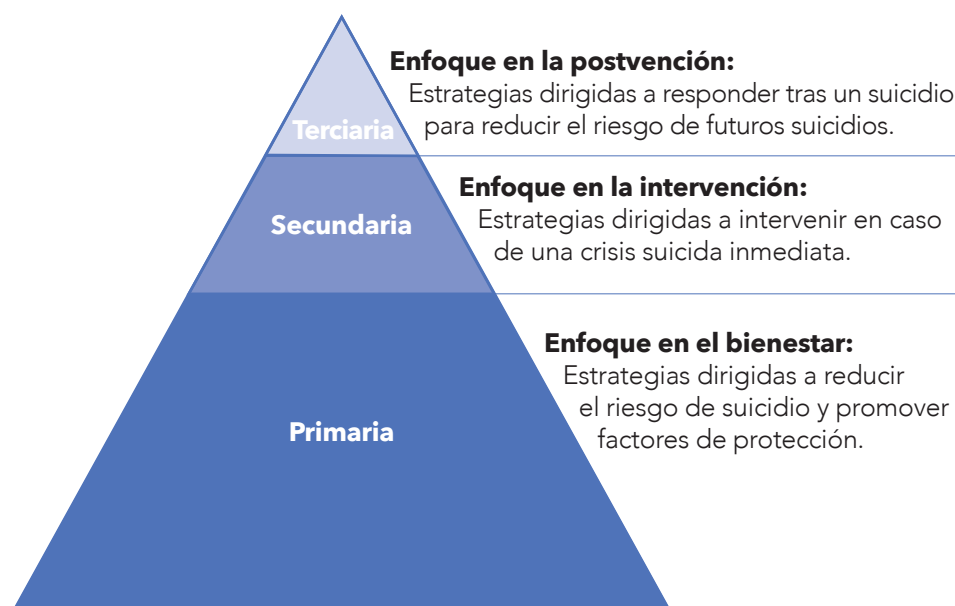 Enfoque en la postvención:
Estrategias dirigidas a responder tras un suicidio
para reducir el riesgo de futuros suicidios.
Terciaria
Enfoque en la intervención:
Estrategias dirigidas a intervenir en caso
de una crisis suicida inmediata.
Secundaria
Enfoque en el bienestar:
Estrategias dirigidas a reducir
el riesgo de suicidio y promover
factores de protección.
Primaria